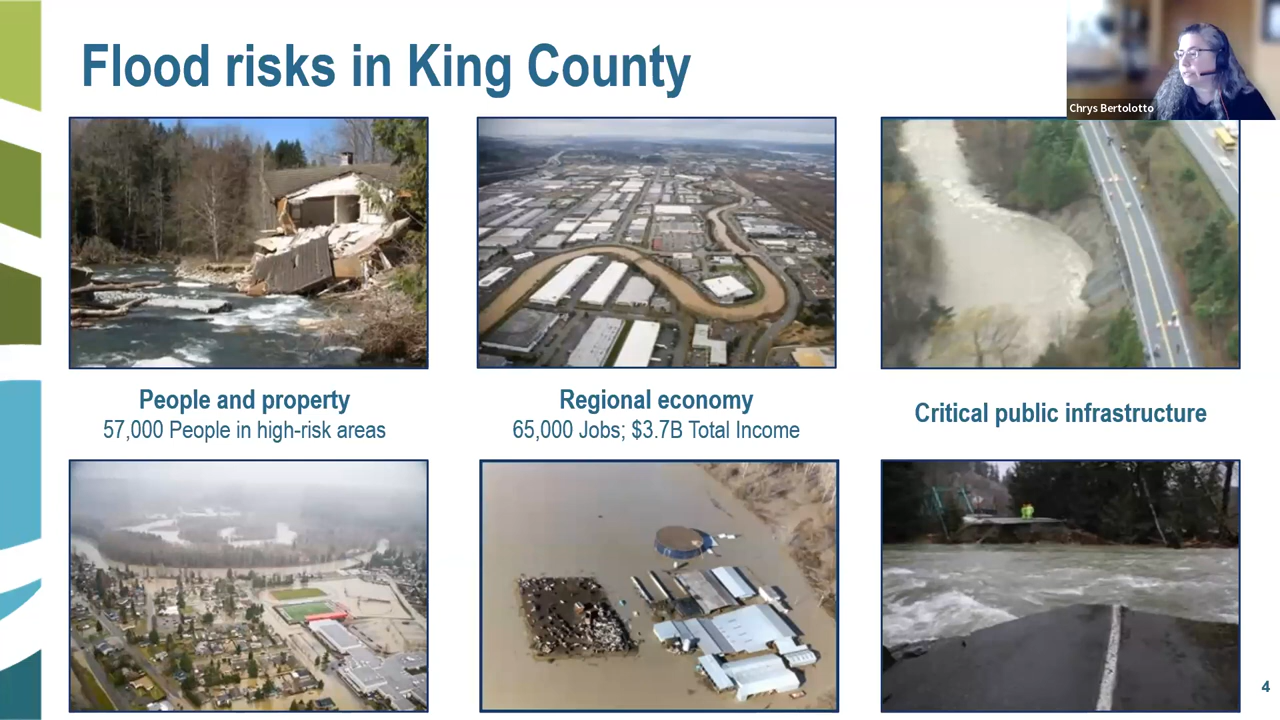 Flood risks in King County
Chrys Bertolotto
People and property
57,000 People in high-risk areas
Regional economy
65,000 Jobs; $3.7B Total Income
Critical public infrastructure
4